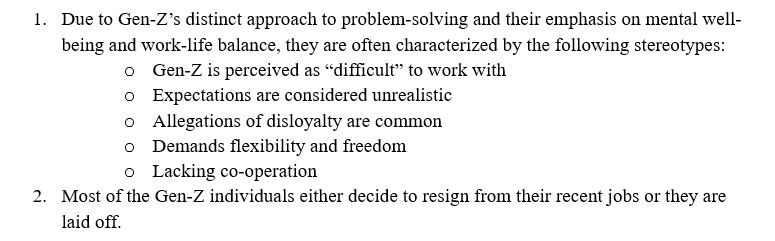 1. Due to Gen-Z’s distinct approach to problem-solving and their emphasis on mental well-
being and work-life balance, they are often characterized by the following stereotypes:
o Gen-Z is perceived as “difficult” to work with
o Expectations are considered unrealistic
o Allegations of disloyalty are common
o Demands flexibility and freedom
o Lacking co-operation
2. Most of the Gen-Z individuals either decide to resign from their recent jobs or they are
laid off.